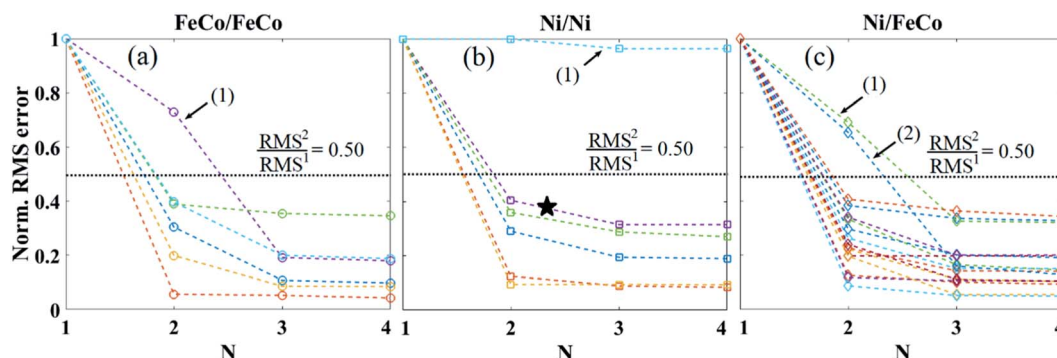 FeCo/FeCo
Ni/Ni
Ni/FeCo
Norm. RMS error
1
0.8
0.6
0.4
0.2
0
(a)
(1)
RMS²
RMS¹ = 0.50
1 2 3 4
N
(b)
(1)
RMS²
RMS¹ = 0.50
1 2 3 4
N
(c)
(1)
(2)
RMS²
RMS¹ = 0.50
1 2 3 4
N